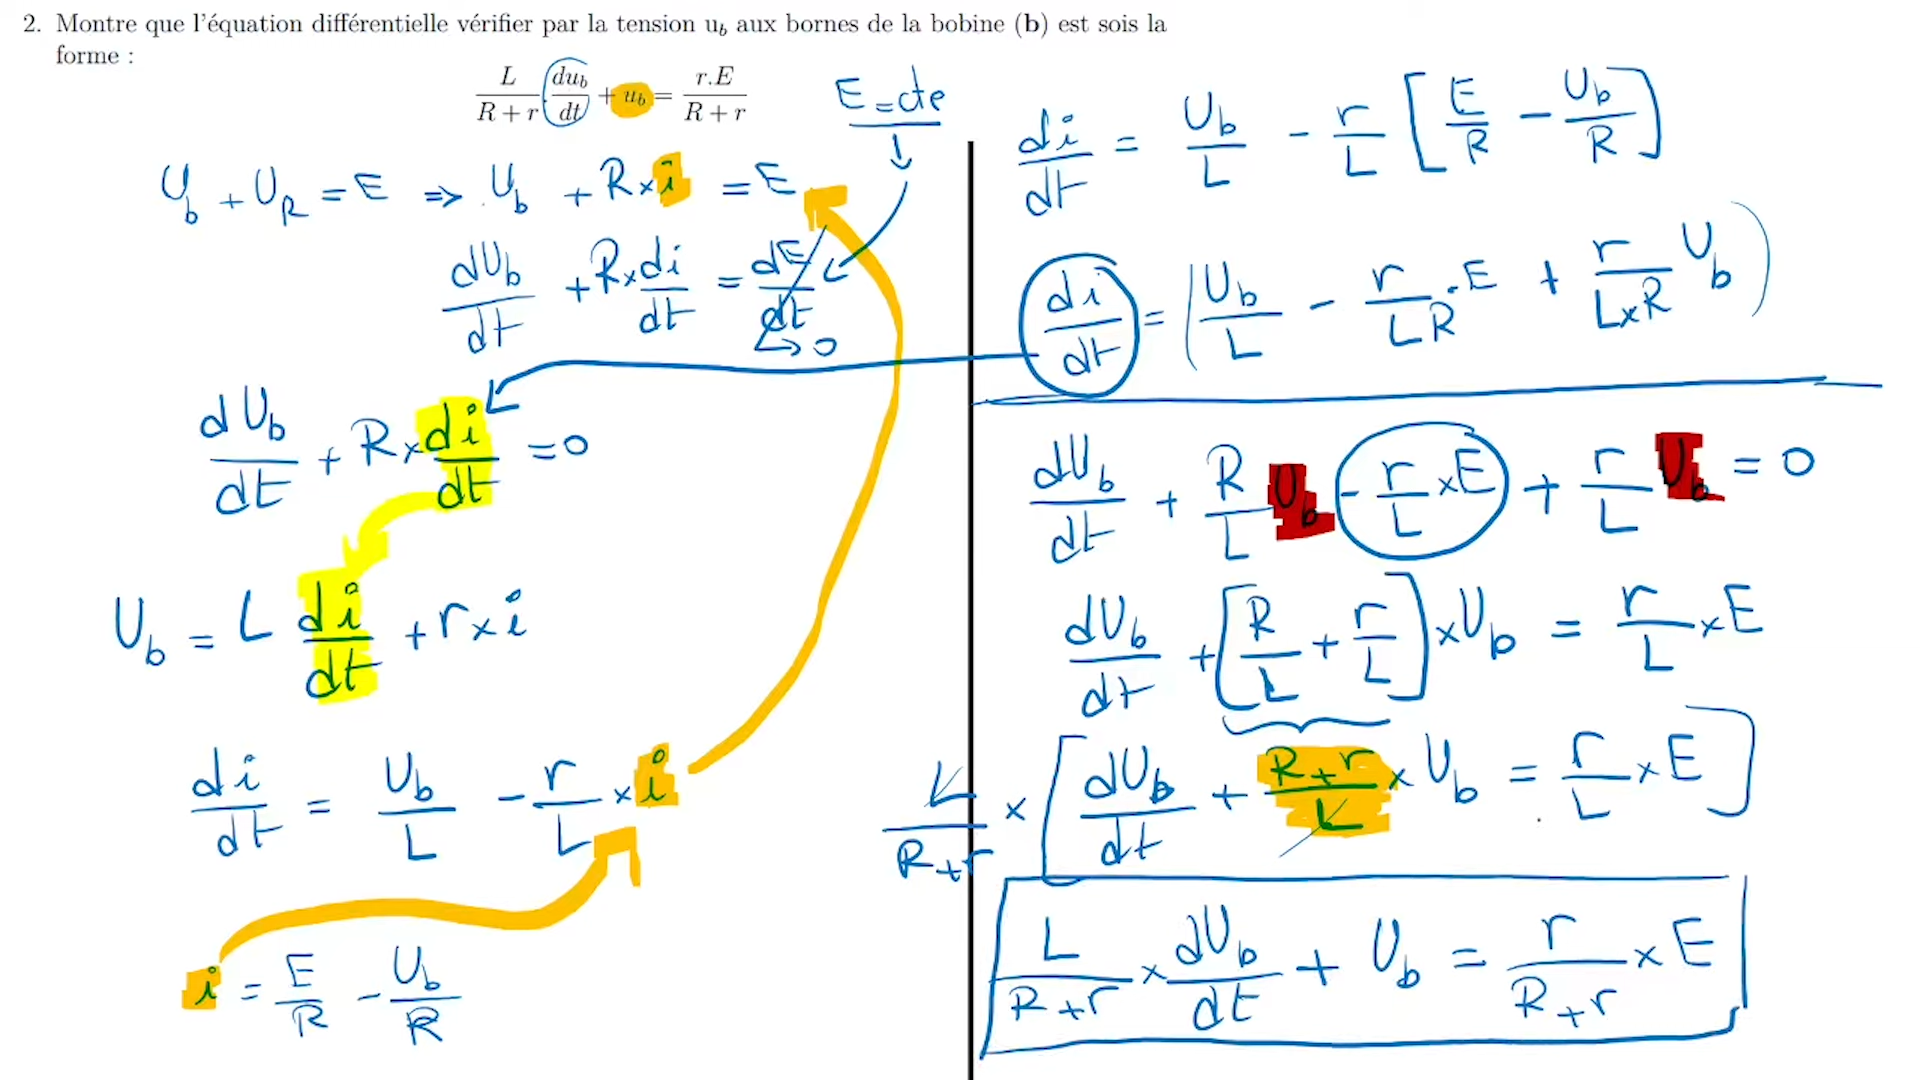 2. Montre que l'équation différentielle vérifier par la tension u_b aux bornes de la bobine (b) est sois la
forme :
L/(R+r) . du_b/dt + u_b = r.E/(R+r)
E = cte
U_b + U_R = E ⇒ U_b + R×i = E
dU_b/dt + R×di/dt = dE/dt
↳ 0
dU_b/dt + R×di/dt = 0
U_b = L di/dt + r×i
di/dt = U_b/L - r/L × i
i = E/R - U_b/R
di/dt = U_b/L - r/L [E/R - U_b/R]
di/dt = (U_b/L - r/LR . E + r/L×R U_b)
dU_b/dt + R/L U_b - r/L × E + r/L U_b = 0
dU_b/dt + [R/L + r/L] × U_b = r/L × E
L/R+r × [dU_b/dt + R+r/L × U_b = r/L × E]
L/R+r × dU_b/dt + U_b = r/R+r × E